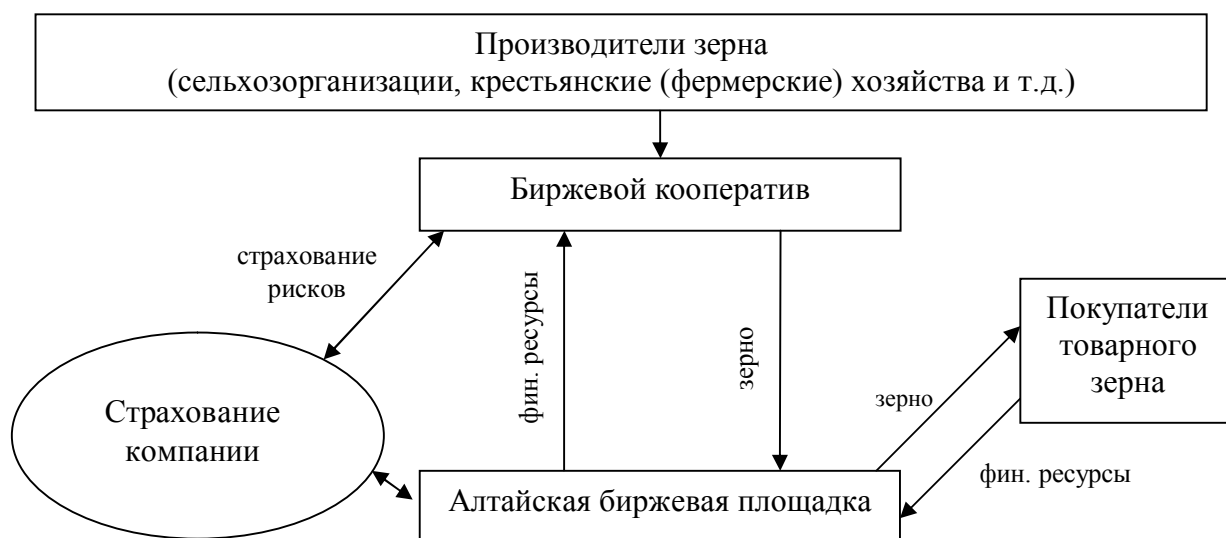 Производители зерна
(сельхозорганизации, крестьянские (фермерские) хозяйства и т.д.)
Биржевой кооператив
страхование
рисков
фин. ресурсы
зерно
Покупатели
товарного
зерна
зерно
Страхование
компании
фин. ресурсы
Алтайская биржевая площадка